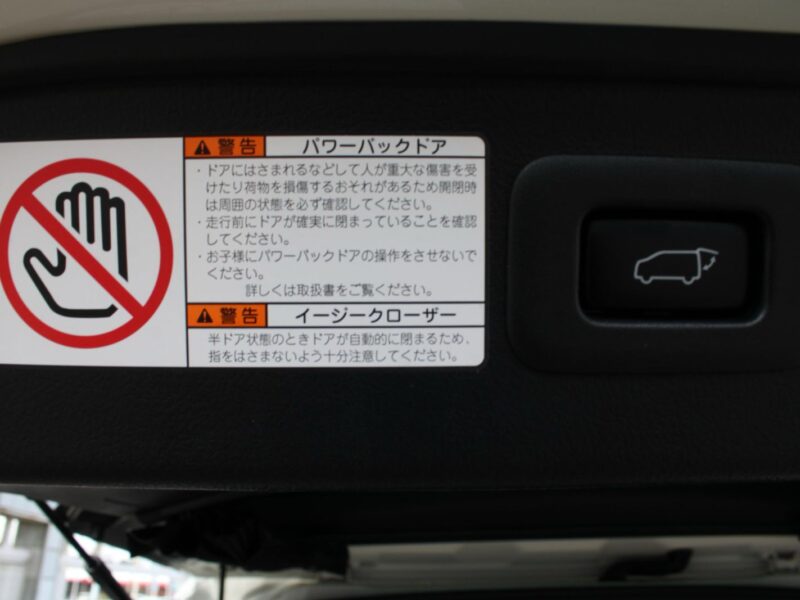 警告 パワーバックドア
・ドアにはさまれるなどして人が重大な傷害を受
けたり荷物を損傷するおそれがあるため開閉時
は周囲の状態を必ず確認してください。
・走行前にドアが確実に閉まっていることを確認
してください。
・お子様にパワーバックドアの操作をさせないで
ください。
詳しくは取扱書をご覧ください。
警告 イージークローザー
半ドア状態のときドアが自動的に閉まるため、
指をはさまないよう十分注意してください。